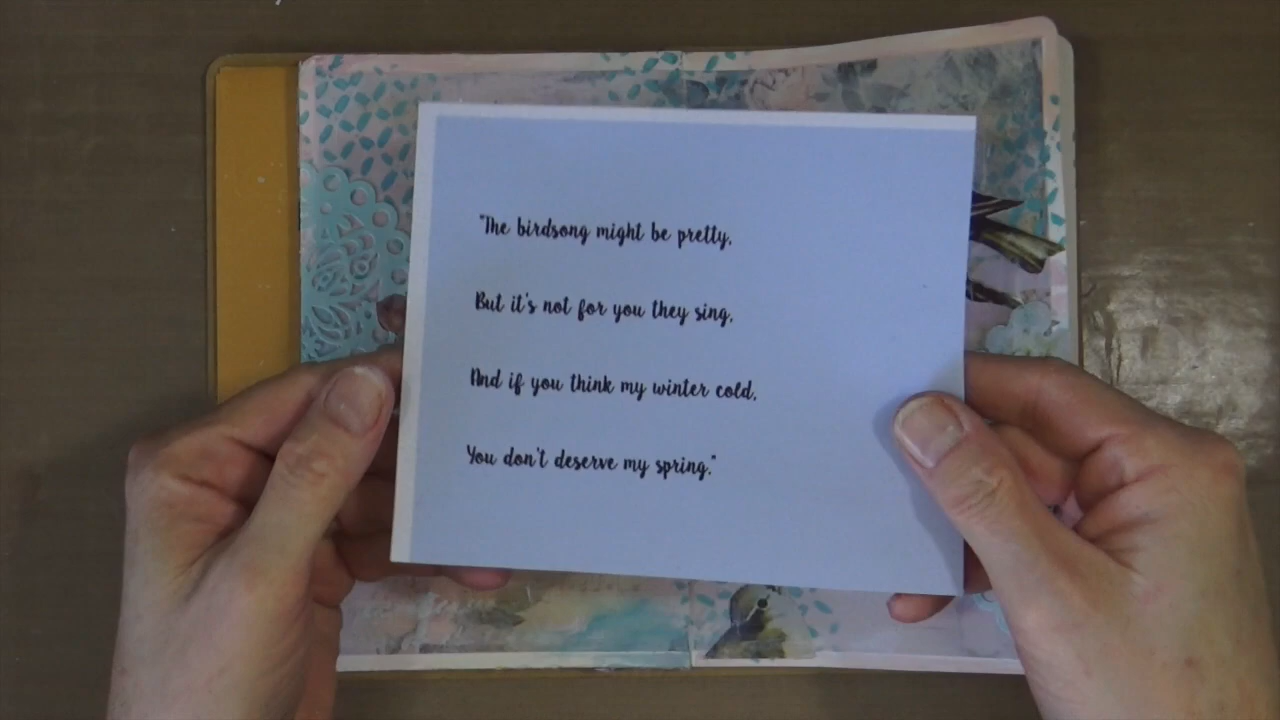 "The birdsong might be pretty,
But it's not for you they sing,
And if you think my winter cold,
You don't deserve my spring."